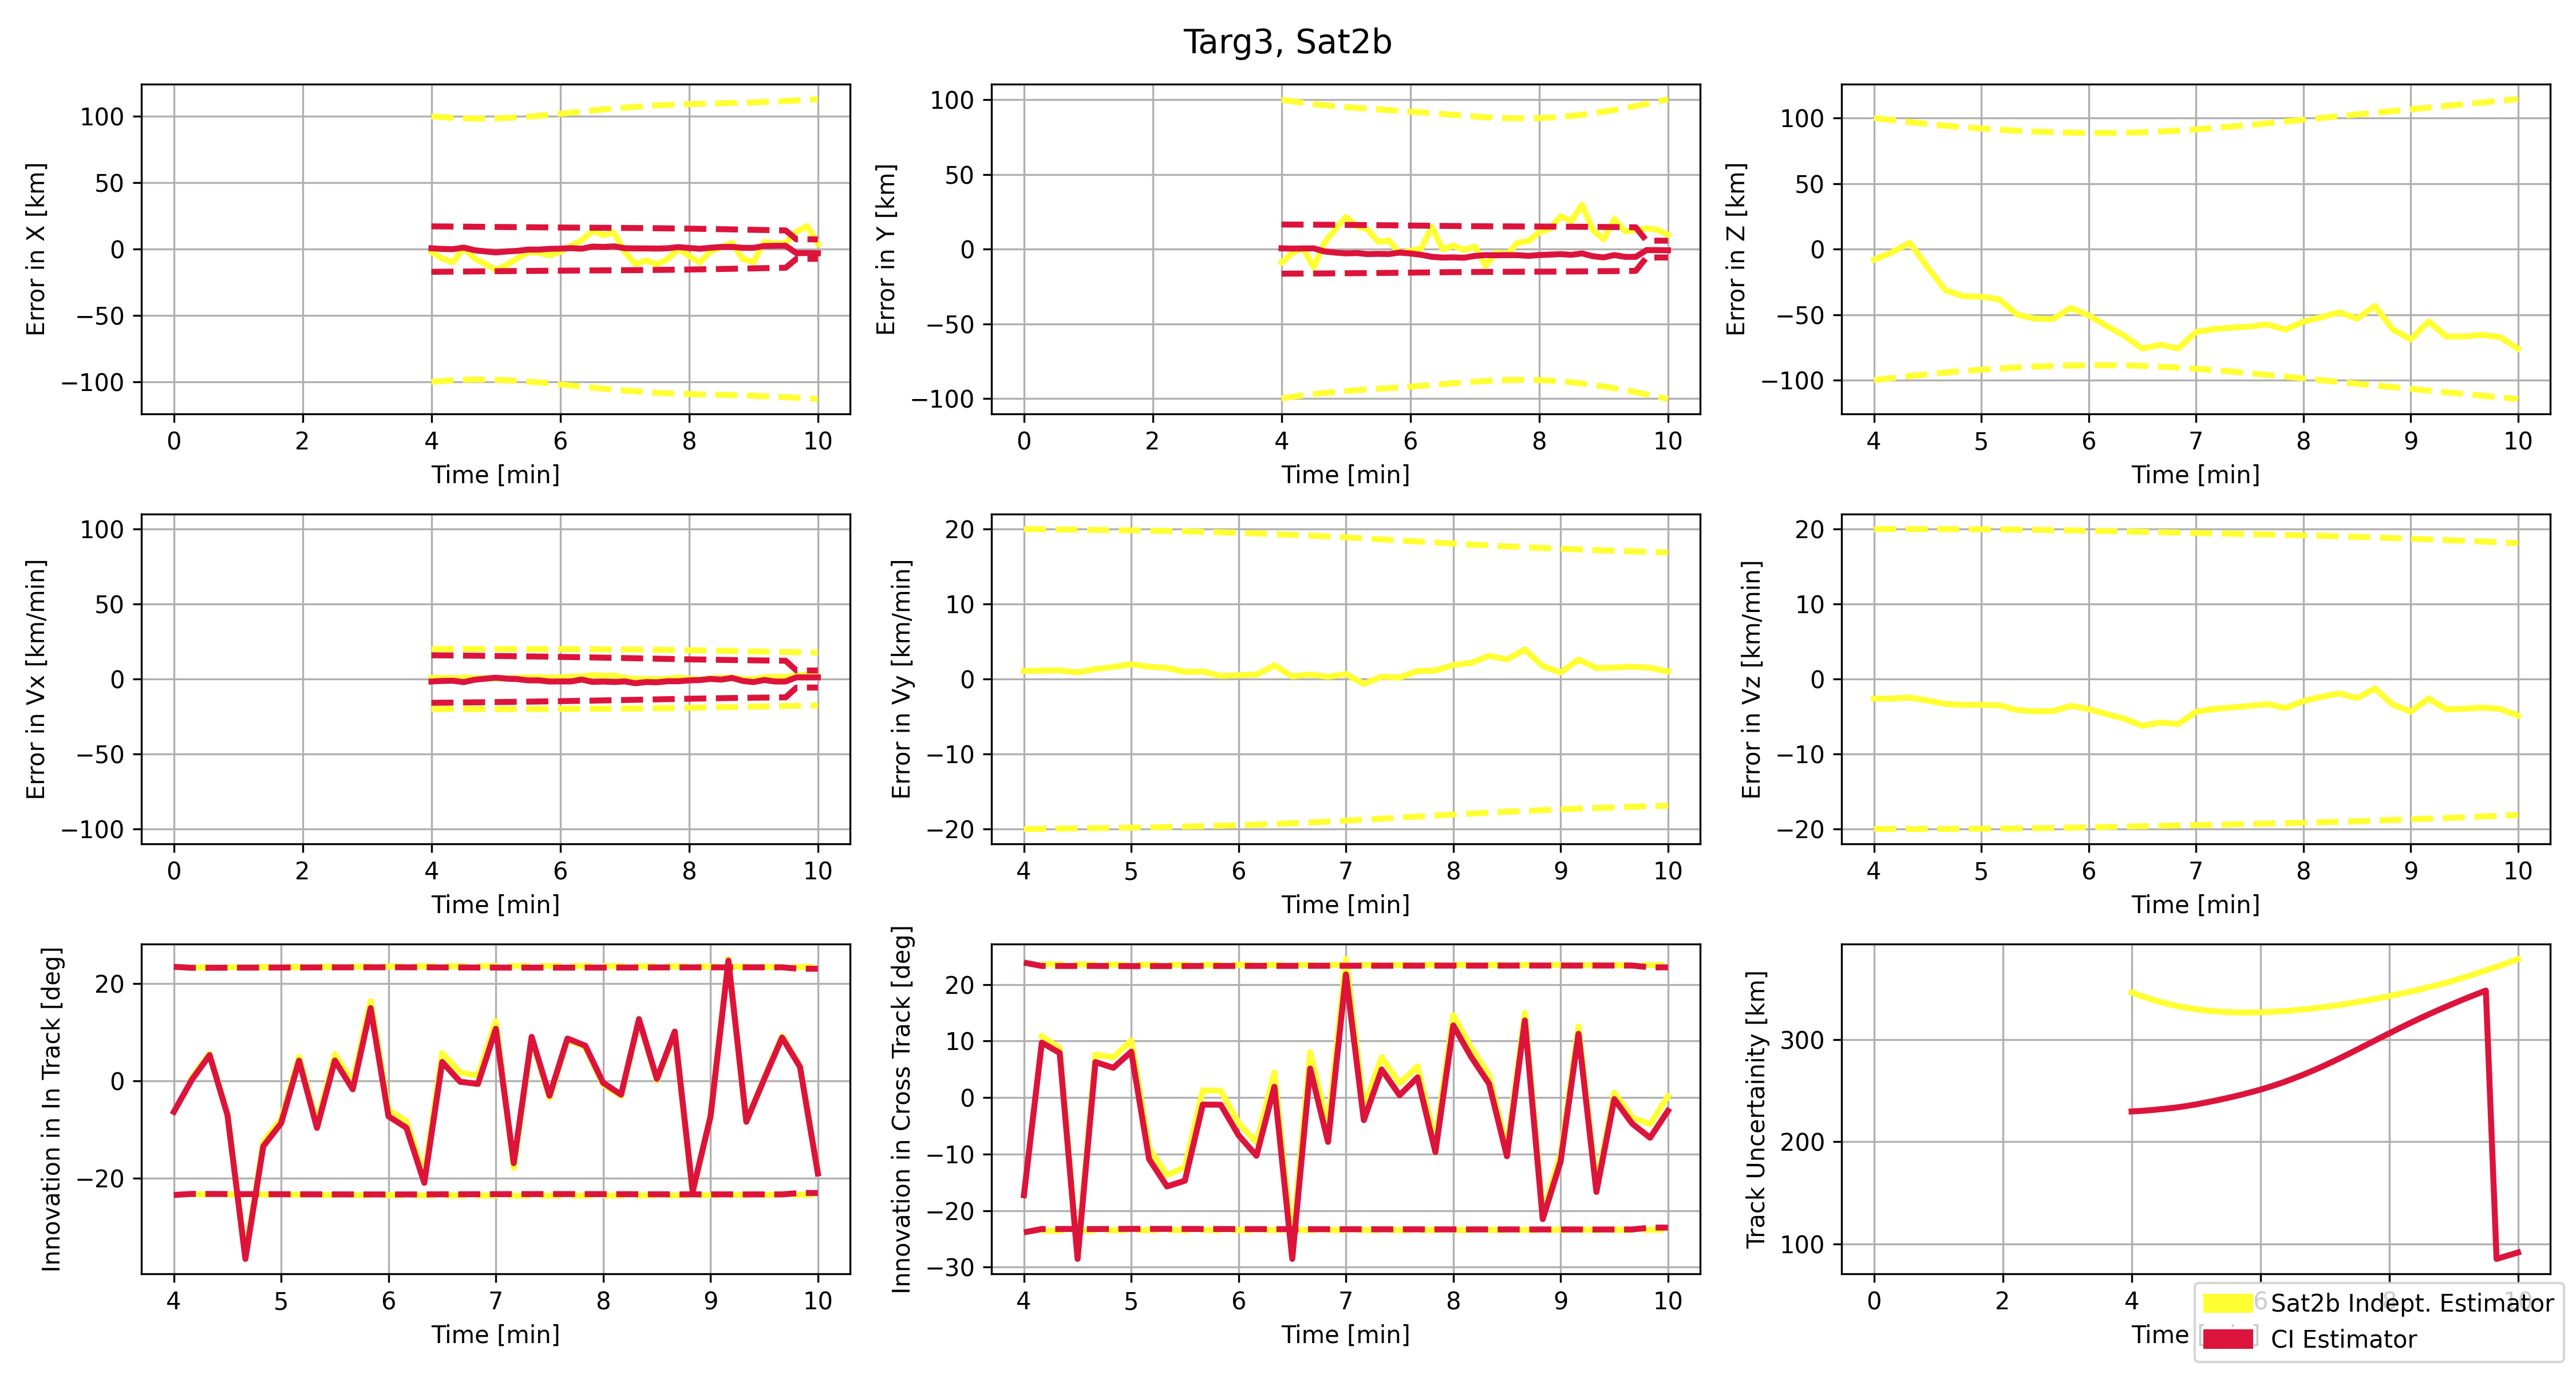 Targ3, Sat2b
Error in X [km]
100
50
0
−50
−100
0 2 4 6 8 10
Time [min]
Error in Y [km]
100
50
0
−50
−100
0 2 4 6 8 10
Time [min]
Error in Z [km]
100
50
0
−50
−100
4 5 6 7 8 9 10
Time [min]
Error in Vx [km/min]
100
50
0
−50
−100
0 2 4 6 8 10
Time [min]
Error in Vy [km/min]
20
10
0
−10
−20
4 5 6 7 8 9 10
Time [min]
Error in Vz [km/min]
20
10
0
−10
−20
4 5 6 7 8 9 10
Time [min]
Innovation in In Track [deg]
20
0
−20
4 5 6 7 8 9 10
Time [min]
Innovation in Cross Track [deg]
20
10
0
−10
−20
−30
4 5 6 7 8 9 10
Time [min]
Track Uncertainity [km]
300
200
100
0 2 4 6 8 10
Time
Sat2b Indept. Estimator
CI Estimator